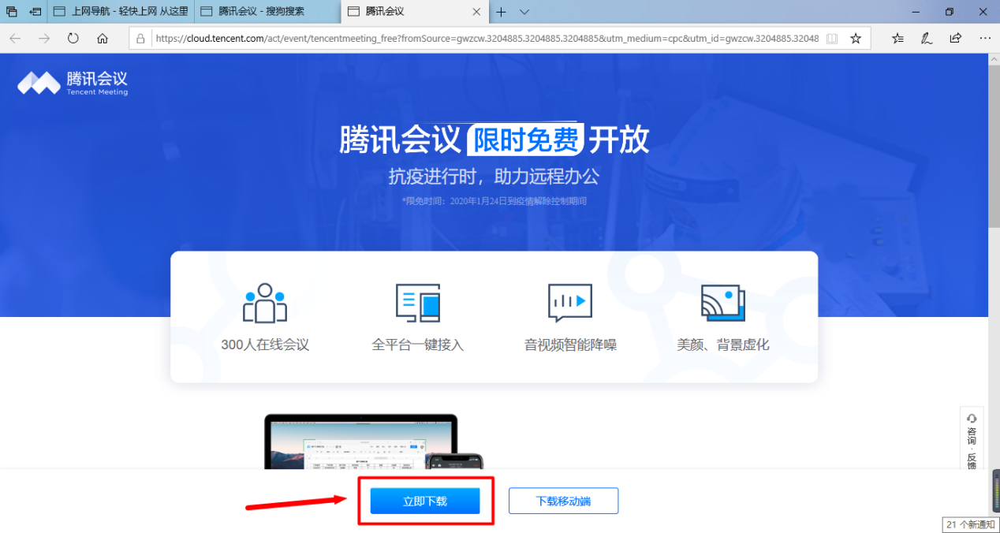 上网导航 - 轻快上网 从这里
腾讯会议 - 搜狗搜索
腾讯会议
https://cloud.tencent.com/act/event/tencentmeeting_free?fromSource=gwzcw.3204885.3204885.3204885&utm_medium=cpc&utm_id=gwzcw.3204885.32048
腾讯会议
Tencent Meeting
腾讯会议 限时免费 开放
抗疫进行时，助力远程办公
*限免时间：2020年1月24日到疫情解除控制期间
300人在线会议
全平台一键接入
音视频智能降噪
美颜、背景虚化
咨询·反馈
立即下载
下载移动端
21 个新通知